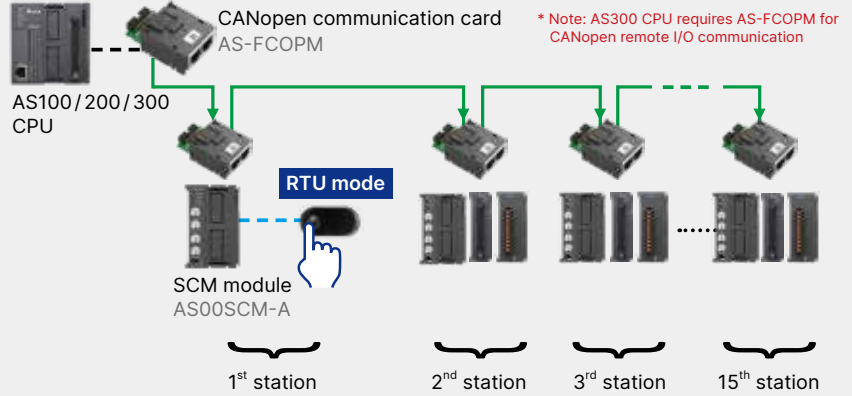 CANopen communication card
AS-FCOPM
* Note: AS300 CPU requires AS-FCOPM for
CANopen remote I/O communication
AS100/200/300
CPU
RTU mode
SCM module
AS00SCM-A
1st station
2nd station
3rd station
15th station